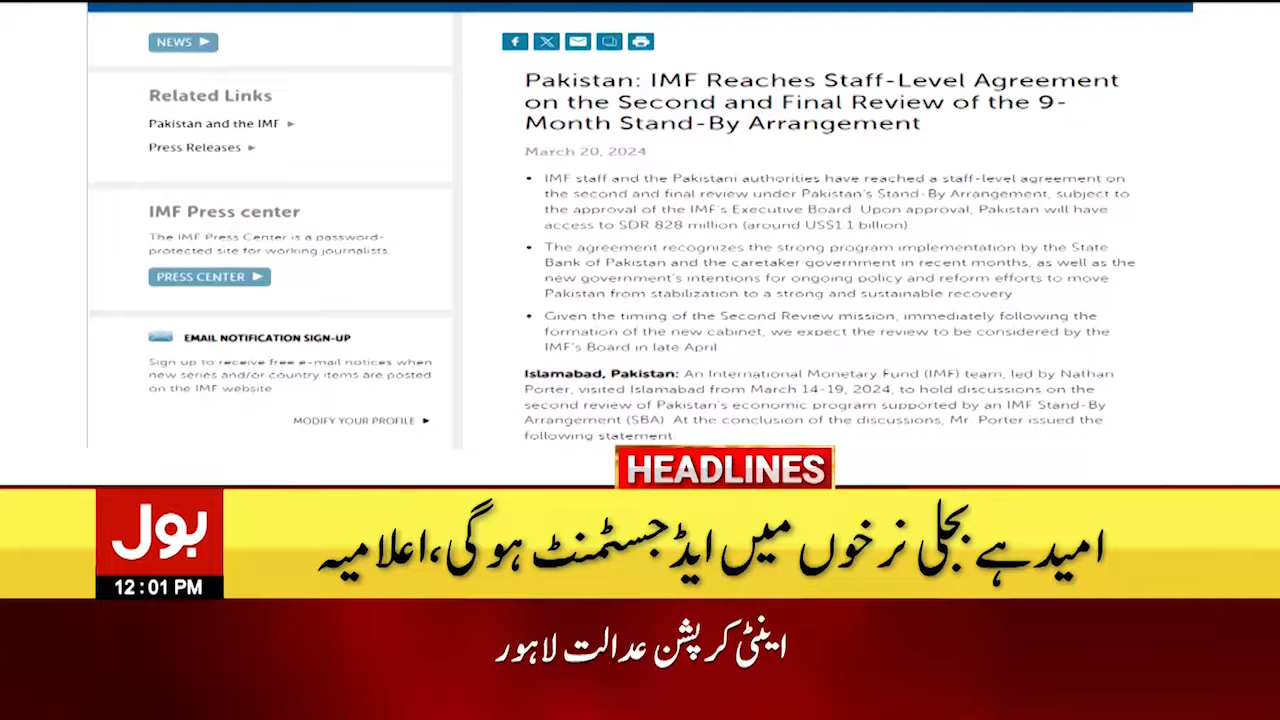 NEWS
Related Links
Pakistan and the IMF
Press Releases
IMF Press center
The IMF Press Center is a password-
protected site for working journalists.
PRESS CENTER
EMAIL NOTIFICATION SIGN-UP
Sign up to receive free e-mail notices when
new series and/or country items are posted
on the IMF website
MODIFY YOUR PROFILE
Pakistan: IMF Reaches Staff-Level Agreement
on the Second and Final Review of the 9-
Month Stand-By Arrangement
March 20, 2024
• IMF staff and the Pakistani authorities have reached a staff-level agreement on
the second and final review under Pakistan's Stand-By Arrangement, subject to
the approval of the IMF's Executive Board. Upon approval, Pakistan will have
access to SDR 828 million (around US$1.1 billion).
• The agreement recognizes the strong program implementation by the State
Bank of Pakistan and the caretaker government in recent months, as well as the
new government's intentions for ongoing policy and reform efforts to move
Pakistan from stabilization to a strong and sustainable recovery
• Given the timing of the Second Review mission, immediately following the
formation of the new cabinet, we expect the review to be considered by the
IMF's Board in late April
Islamabad, Pakistan: An International Monetary Fund (IMF) team, led by Nathan
Porter, visited Islamabad from March 14-19, 2024, to hold discussions on the
second review of Pakistan's economic program supported by an IMF Stand-By
Arrangement (SBA). At the conclusion of the discussions, Mr. Porter issued the
following statement:
HEADLINES
امید ہے بجلی نرخوں میں ایڈجسٹمنٹ ہوگی،اعلامیہ
بول
12:01 PM
اینٹی کرپشن عدالت لاہور